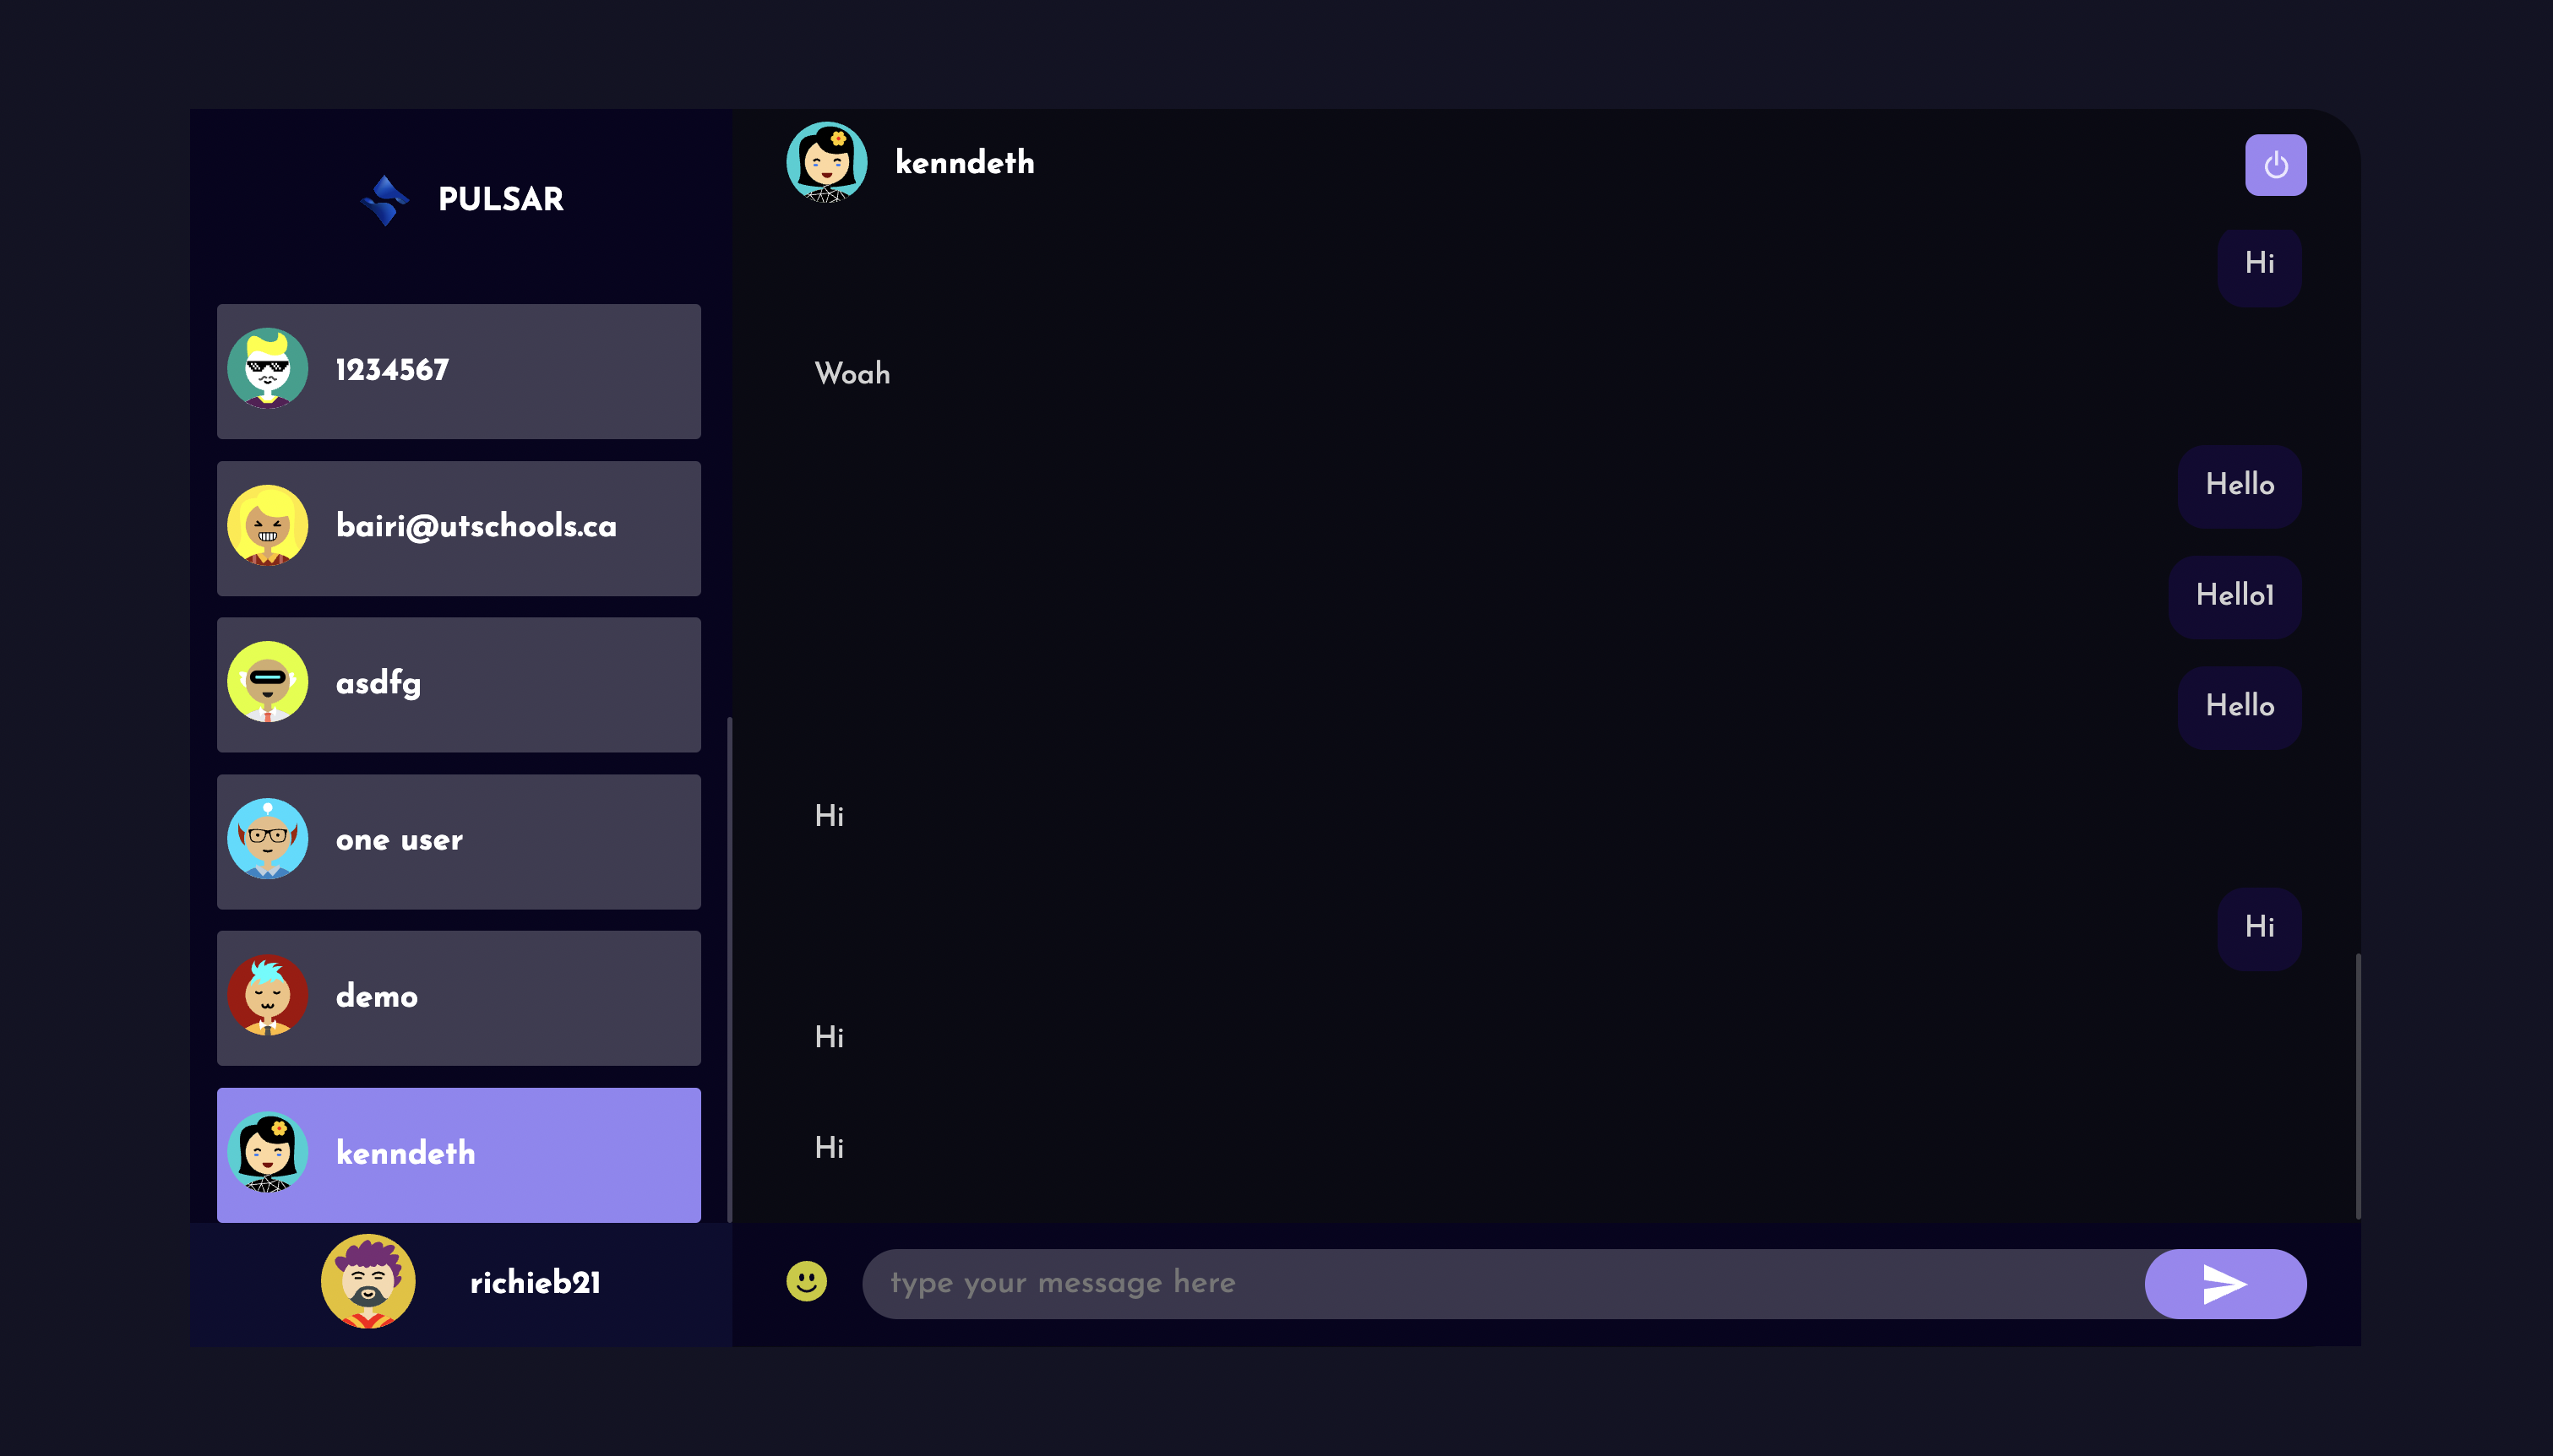 PULSAR
1234567
bairi@utschools.ca
asdfg
one user
demo
kenndeth
richieb21
kenndeth
Hi
Woah
Hello
Hello1
Hello
Hi
Hi
Hi
Hi
type your message here